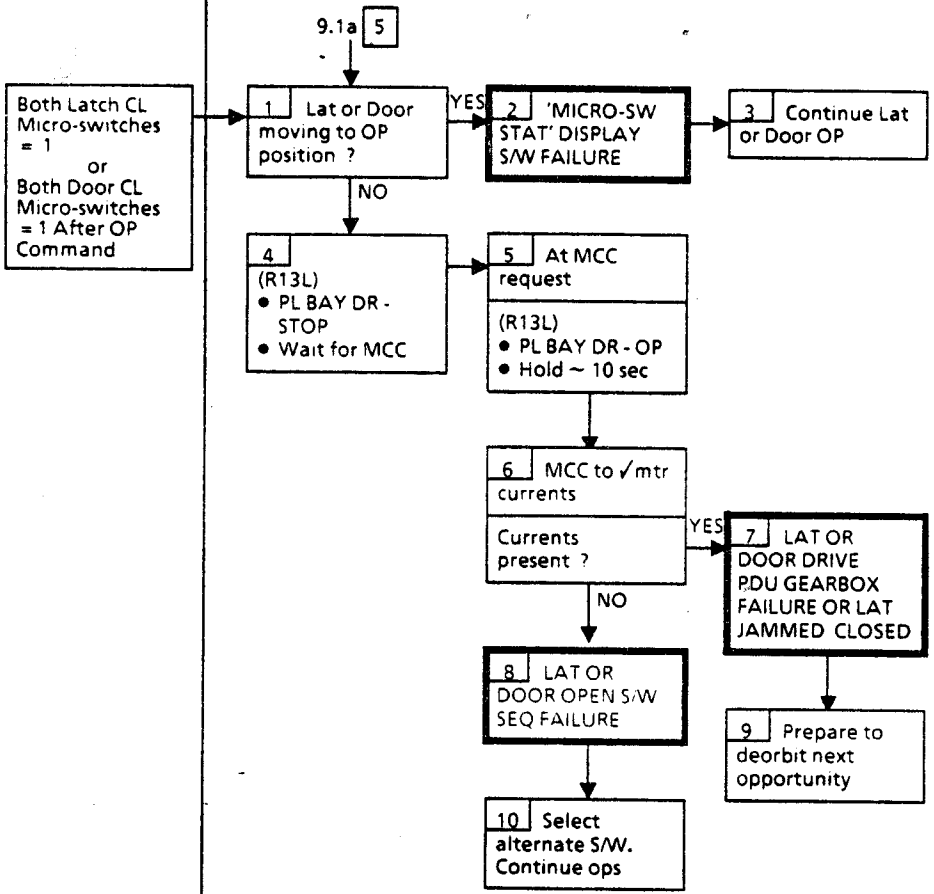 9.1a 5
Both Latch CL
Micro-switches
= 1
or
Both Door CL
Micro-switches
= 1 After OP
Command
1 Lat or Door
moving to OP
position ?
YES
2 'MICRO-SW
STAT' DISPLAY
S/W FAILURE
3 Continue Lat
or Door OP
NO
4
(R13L)
● PL BAY DR -
STOP
● Wait for MCC
5 At MCC
request
(R13L)
● PL BAY DR - OP
● Hold ~ 10 sec
6 MCC to ✓mtr
currents
Currents
present ?
YES
7 LAT OR
DOOR DRIVE
PDU GEARBOX
FAILURE OR LAT
JAMMED CLOSED
NO
8 LAT OR
DOOR OPEN S/W
SEQ FAILURE
9 Prepare to
deorbit next
opportunity
10 Select
alternate S/W.
Continue ops